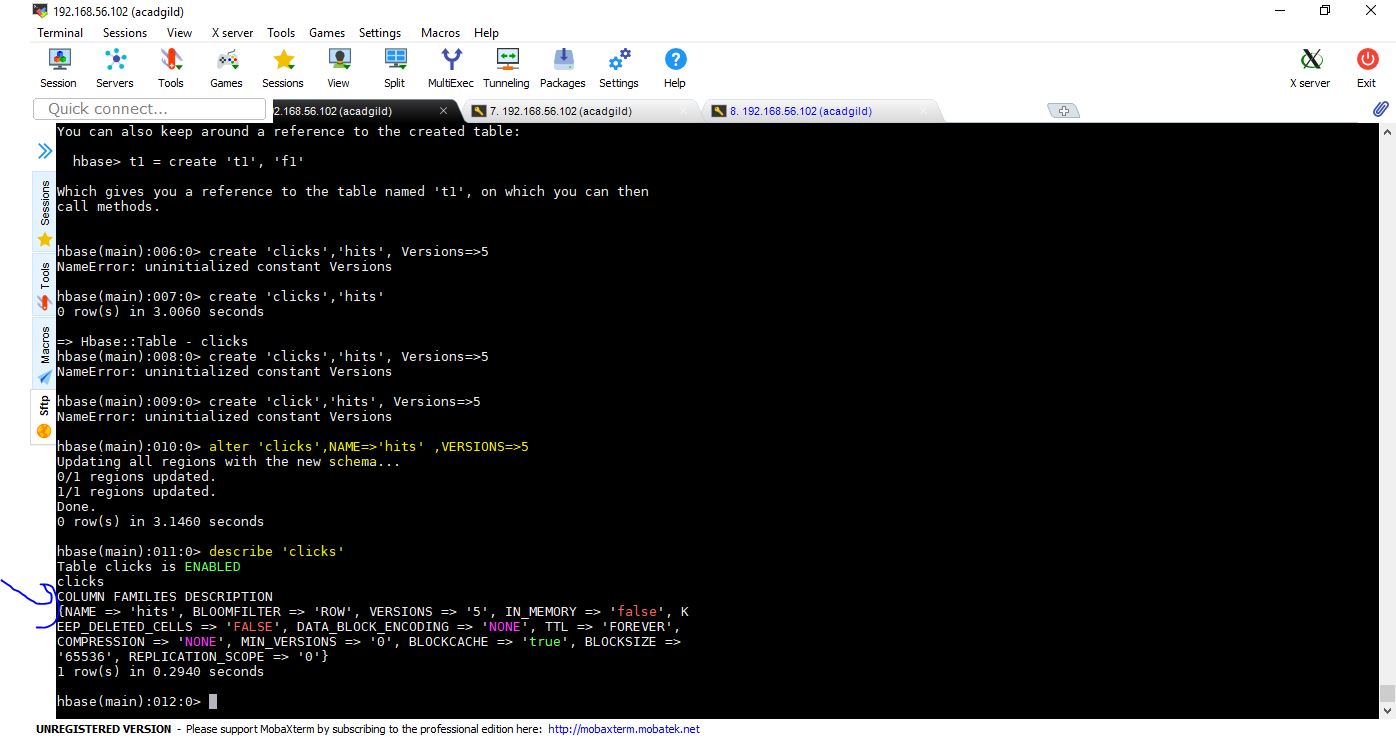 192.168.56.102 (acadgild)
Terminal Sessions View X server Tools Games Settings Macros Help
Session Servers Tools Games Sessions View Split MultiExec Tunneling Packages Settings Help X server Exit
Quick connect... 2.168.56.102 (acadgild) 7. 192.168.56.102 (acadgild) 8. 192.168.56.102 (acadgild)
Sessions
Tools
Macros
Sftp
You can also keep around a reference to the created table:
hbase> t1 = create 't1', 'f1'
Which gives you a reference to the table named 't1', on which you can then
call methods.
hbase(main):006:0> create 'clicks','hits', Versions=>5
NameError: uninitialized constant Versions
hbase(main):007:0> create 'clicks','hits'
0 row(s) in 3.0060 seconds
=> Hbase::Table - clicks
hbase(main):008:0> create 'clicks','hits', Versions=>5
NameError: uninitialized constant Versions
hbase(main):009:0> create 'click','hits', Versions=>5
NameError: uninitialized constant Versions
hbase(main):010:0> alter 'clicks',NAME=>'hits' ,VERSIONS=>5
Updating all regions with the new schema...
0/1 regions updated.
1/1 regions updated.
Done.
0 row(s) in 3.1460 seconds
hbase(main):011:0> describe 'clicks'
Table clicks is ENABLED
clicks
COLUMN FAMILIES DESCRIPTION
{NAME => 'hits', BLOOMFILTER => 'ROW', VERSIONS => '5', IN_MEMORY => 'false', K
EEP_DELETED_CELLS => 'FALSE', DATA_BLOCK_ENCODING => 'NONE', TTL => 'FOREVER',
COMPRESSION => 'NONE', MIN_VERSIONS => '0', BLOCKCACHE => 'true', BLOCKSIZE =>
'65536', REPLICATION_SCOPE => '0'}
1 row(s) in 0.2940 seconds
hbase(main):012:0>
UNREGISTERED VERSION - Please support MobaXterm by subscribing to the professional edition here: http://mobaxterm.mobatek.net